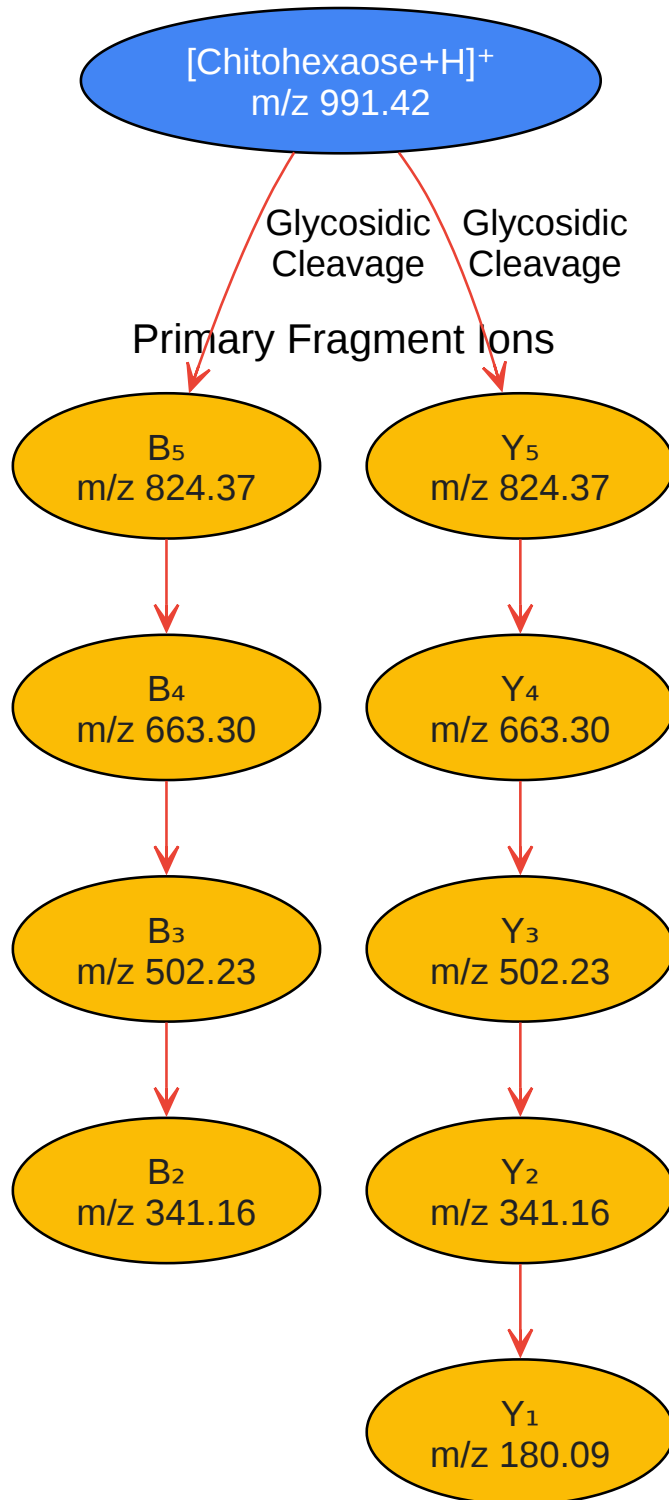 [Chitohexaose+H]⁺
m/z 991.42
Glycosidic
Cleavage
Glycosidic
Cleavage
Primary Fragment Ions
B₅
m/z 824.37
Y₅
m/z 824.37
B₄
m/z 663.30
Y₄
m/z 663.30
B₃
m/z 502.23
Y₃
m/z 502.23
B₂
m/z 341.16
Y₂
m/z 341.16
Y₁
m/z 180.09